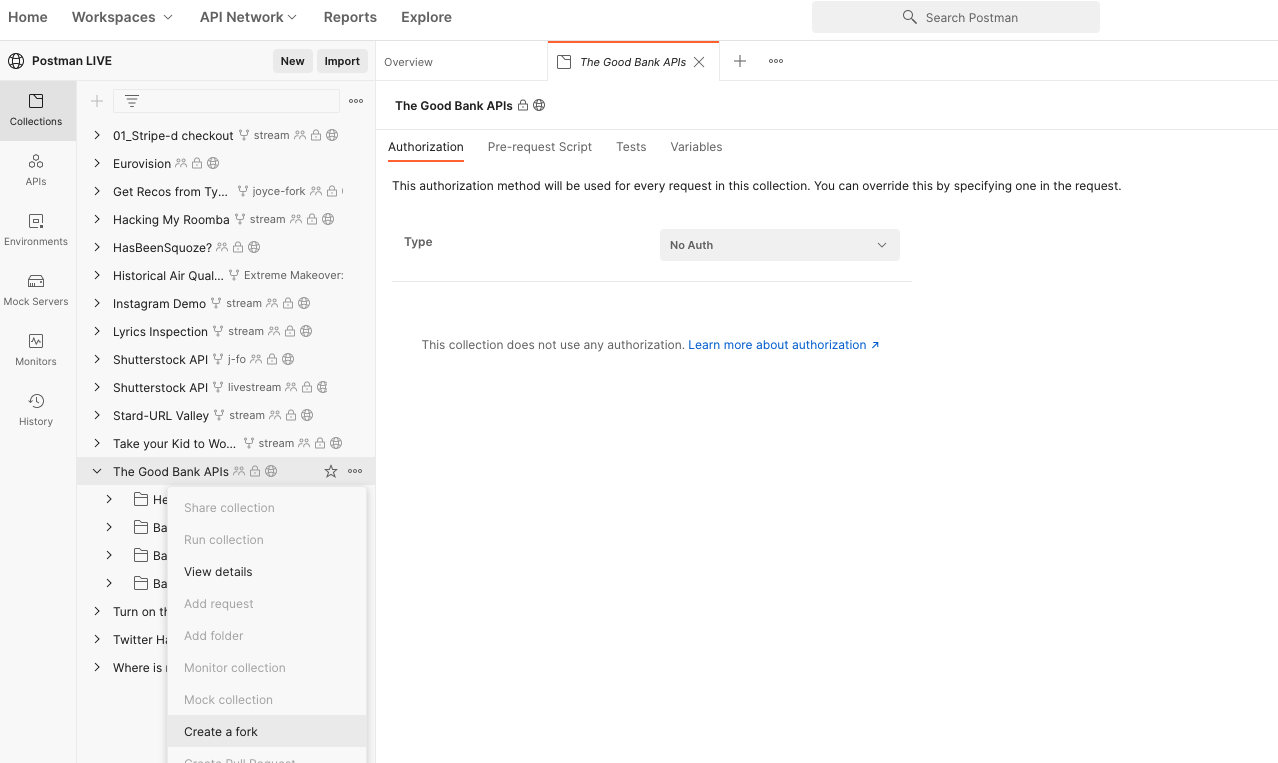 Home Workspaces API Network Reports Explore Search Postman
Postman LIVE New Import
Overview The Good Bank APIs
Collections
APIs
Environments
Mock Servers
Monitors
History
01_Stripe-d checkout stream
Eurovision
Get Recos from Ty... joyce-fork
Hacking My Roomba stream
HasBeenSquoze?
Historical Air Qual... Extreme Makeover:
Instagram Demo stream
Lyrics Inspection stream
Shutterstock API j-fo
Shutterstock API livestream
Stard-URL Valley stream
Take your Kid to Wo... stream
The Good Bank APIs
He
Ba
Ba
Ba
Turn on th
Twitter Ha
Where is
Share collection
Run collection
View details
Add request
Add folder
Monitor collection
Mock collection
Create a fork
Create Pull Request
The Good Bank APIs
Authorization Pre-request Script Tests Variables
This authorization method will be used for every request in this collection. You can override this by specifying one in the request.
Type No Auth
This collection does not use any authorization. Learn more about authorization ↗